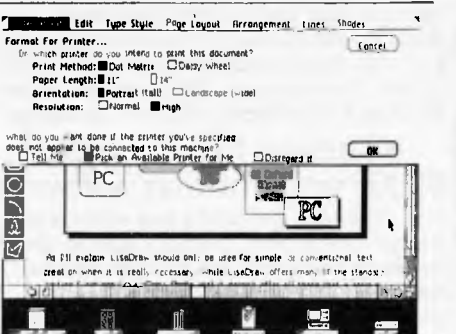 Edit Type Style Page Layout Arrangement Lines Shades
Format For Printer...
On which printer do you intend to print this document?
Cancel
Print Method: Dot Matrix Daisy Wheel
Paper Length: 11" 14"
Orientation: Portrait (tall) Landscape (wide)
Resolution: Normal High
What do you want done if the printer you've specified
does not appear to be connected to this machine?
Tell Me Pick an Available Printer for Me Disregard it
OK
PC
PC
As I'll explain LisaDraw should only be used for simple or conventional text
creation when it is really necessary. While LisaDraw offers many of the standard